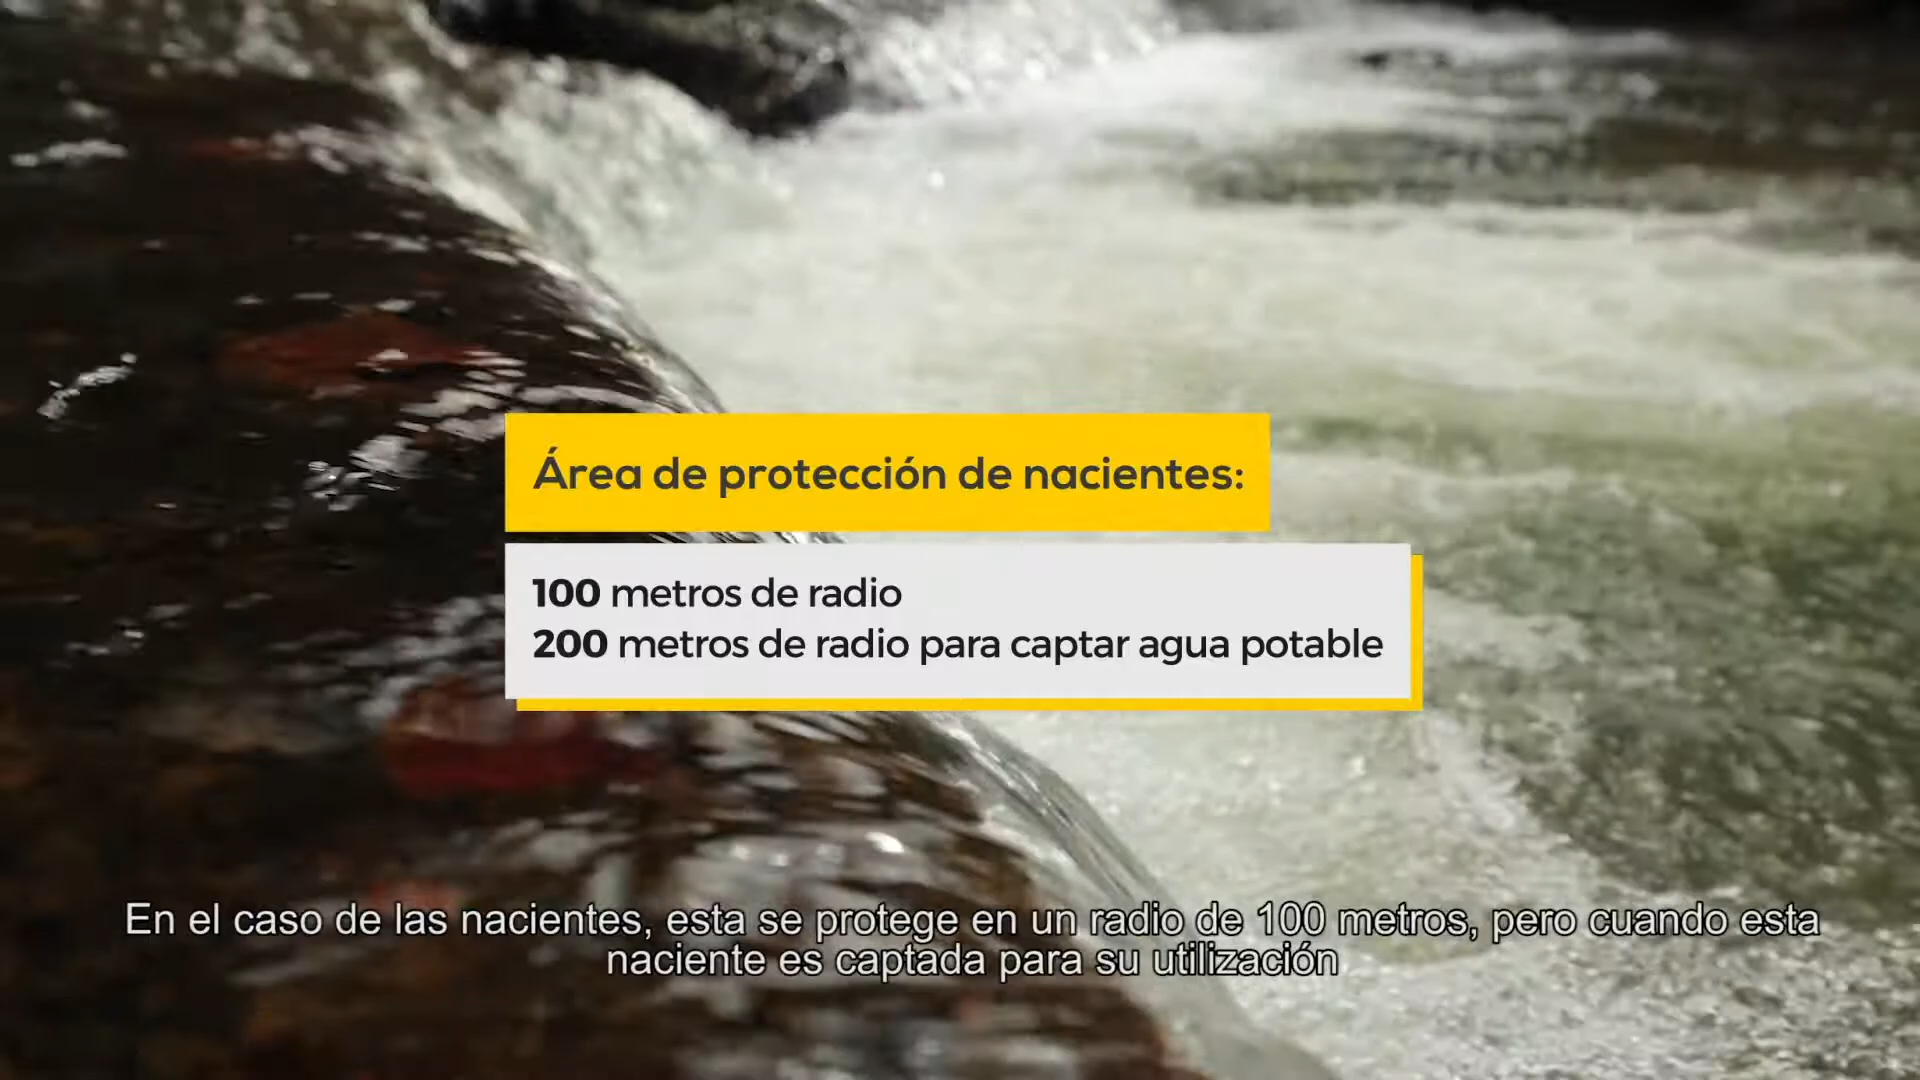 Área de protección de nacientes:
100 metros de radio
200 metros de radio para captar agua potable
En el caso de las nacientes, esta se protege en un radio de 100 metros, pero cuando esta
naciente es captada para su utilización